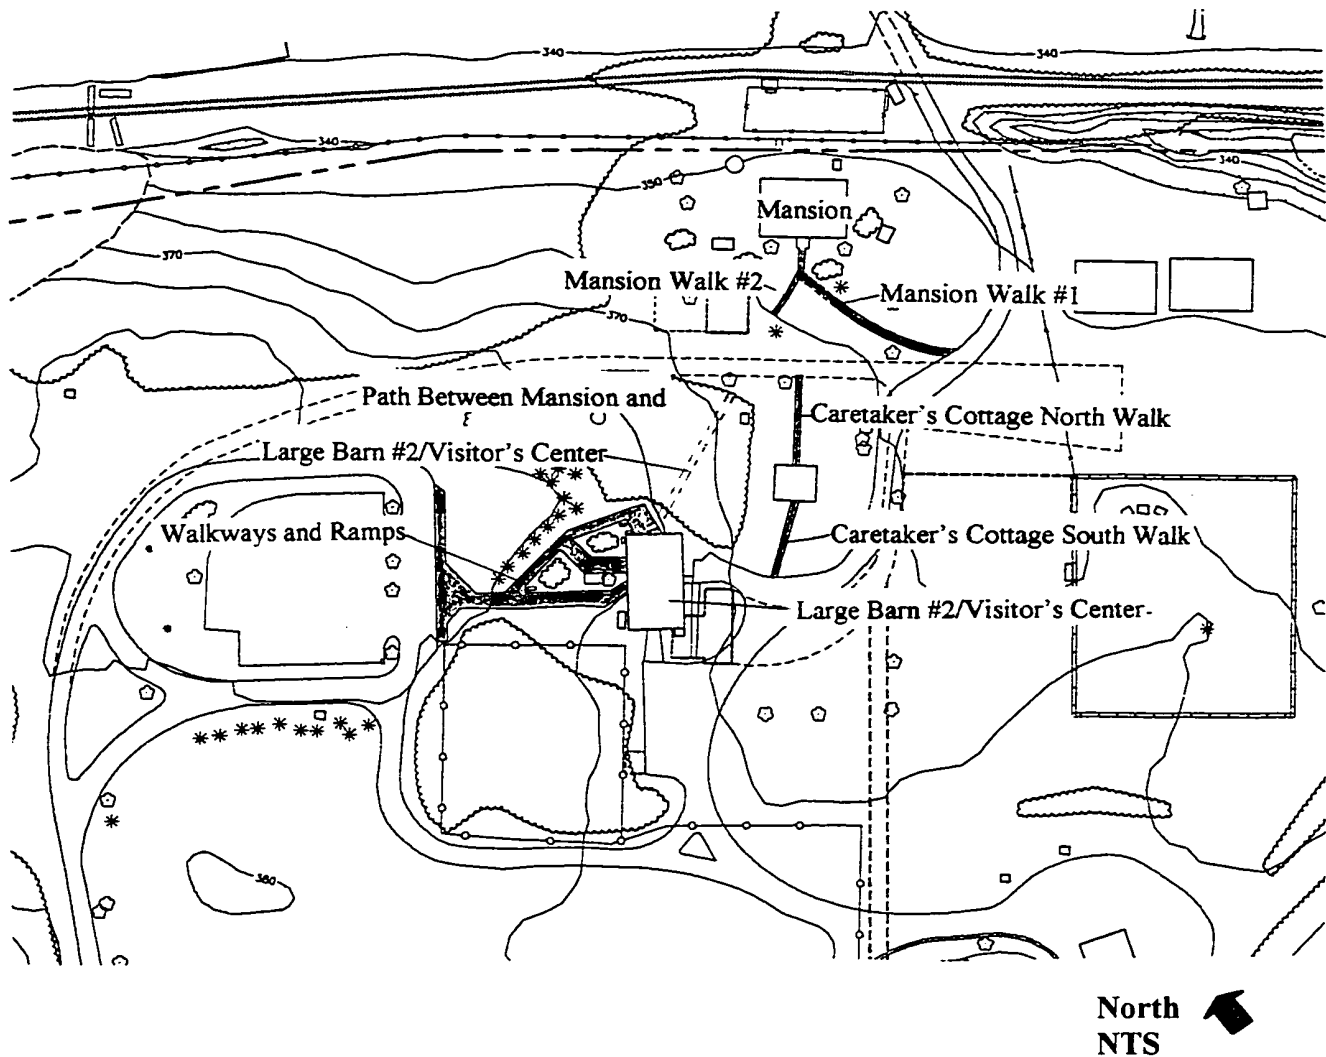 340
340
340
340
350
Mansion
370
Mansion Walk #2
Mansion Walk #1
370
Path Between Mansion and
Caretaker's Cottage North Walk
Large Barn #2/Visitor's Center
Walkways and Ramps
Caretaker's Cottage South Walk
Large Barn #2/Visitor's Center
360
North
NTS